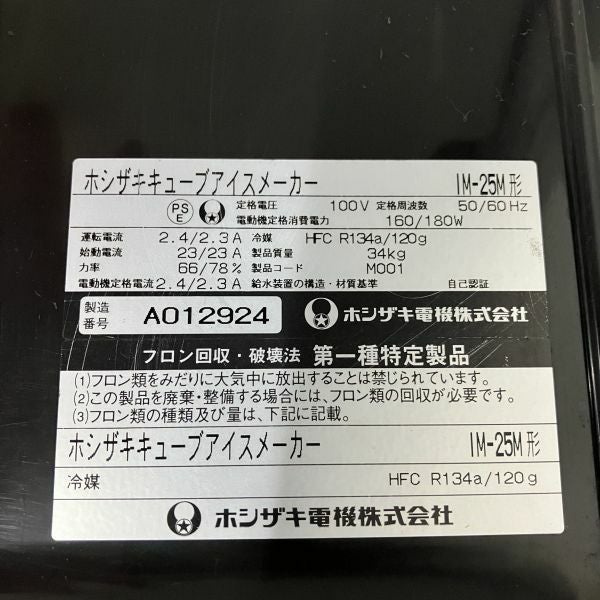 ホシザキキューブアイスメーカー IM-25M形
PS E 定格電圧 100V 定格周波数 50/60Hz
電動機定格消費電力 160/180W
運転電流 2.4/2.3A 冷媒 HFC R134a/120g
始動電流 23/23A 製品質量 34kg
力率 66/78% 製品コード M001
電動機定格電流 2.4/2.3A 給水装置の構造・材質基準 自己認証
製造番号 A012924 ホシザキ電機株式会社
フロン回収・破壊法 第一種特定製品
(1)フロン類をみだりに大気中に放出することは禁じられています。
(2)この製品を廃棄・整備する場合には、フロン類の回収が必要です。
(3)フロン類の種類及び量は、下記に記載。
ホシザキキューブアイスメーカー IM-25M形
冷媒 HFC R134a/120g
ホシザキ電機株式会社